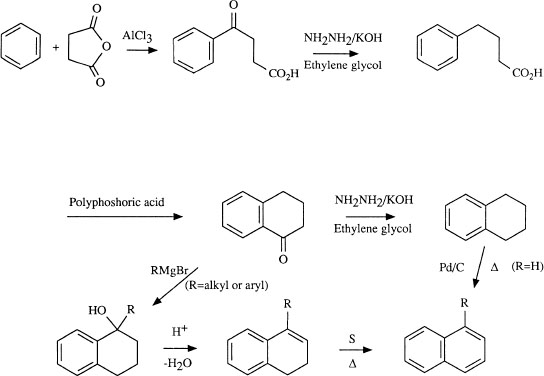 O
O
O
+
AlCl3
O
CO2H
NH2NH2/KOH
Ethylene glycol
CO2H
Polyphoshoric acid
O
NH2NH2/KOH
Ethylene glycol
RMgBr
(R=alkyl or aryl)
Pd/C Δ (R=H)
HO R
H+
-H2O
R
S
Δ
R